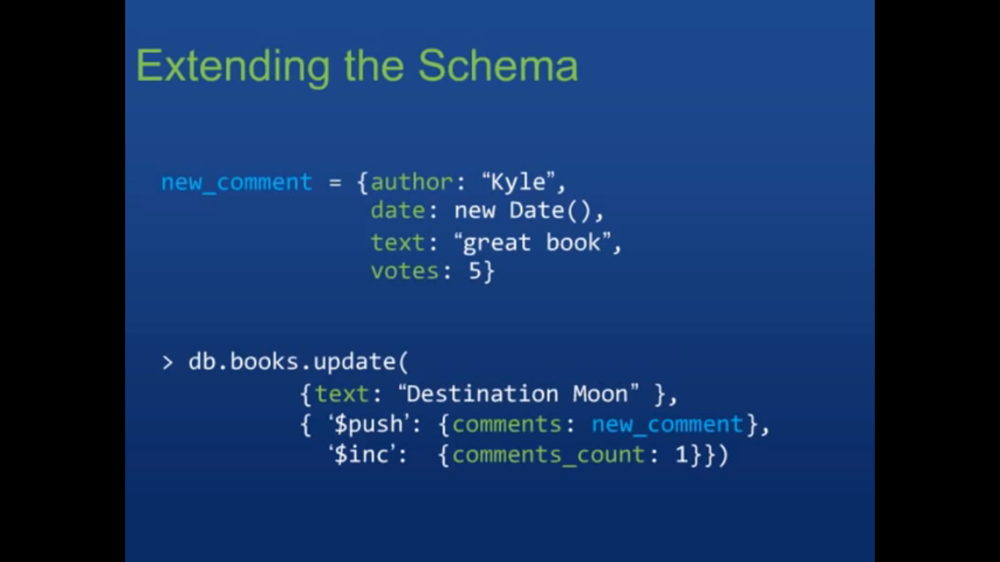 Extending the Schema
new_comment = {author: “Kyle”,
date: new Date(),
text: “great book”,
votes: 5}
> db.books.update(
{text: “Destination Moon” },
{ ‘$push’: {comments: new_comment},
‘$inc’: {comments_count: 1}})